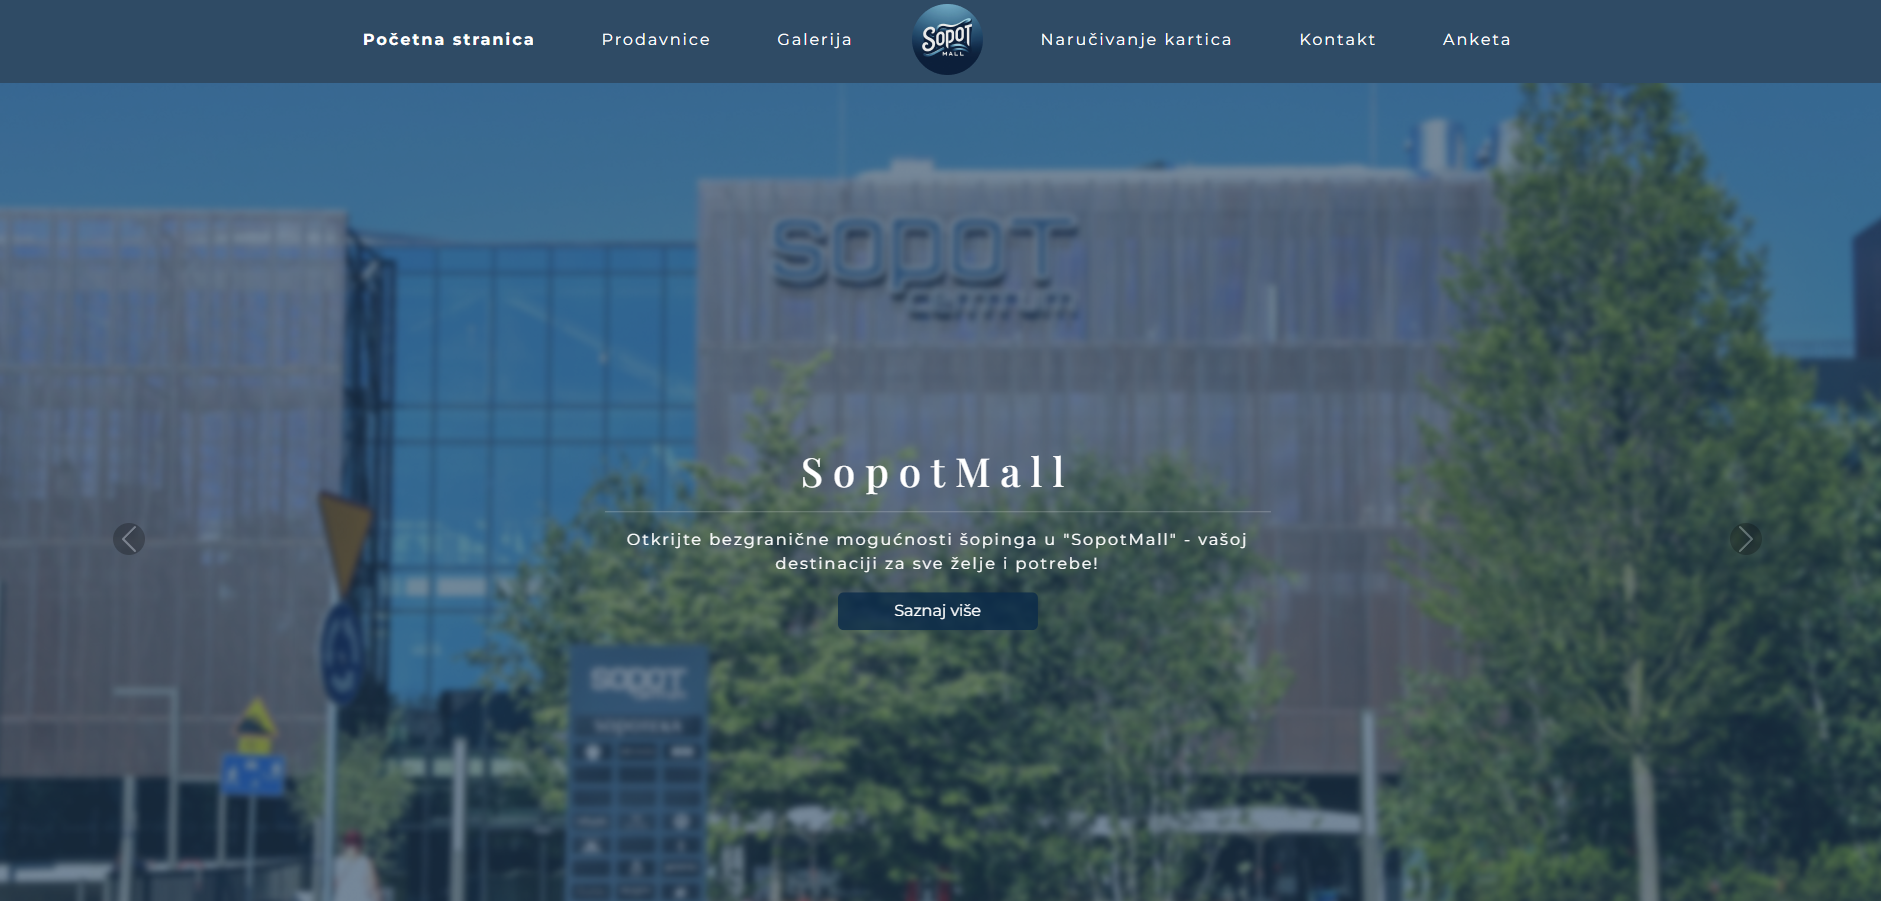 Početna stranica
Prodavnice
Galerija
SOPOT
MALL
Naručivanje kartica
Kontakt
Anketa
sopot
SopotMall
Otkrijte bezgranične mogućnosti šopinga u "SopotMall" - vašoj
destinaciji za sve želje i potrebe!
Saznaj više
sopot